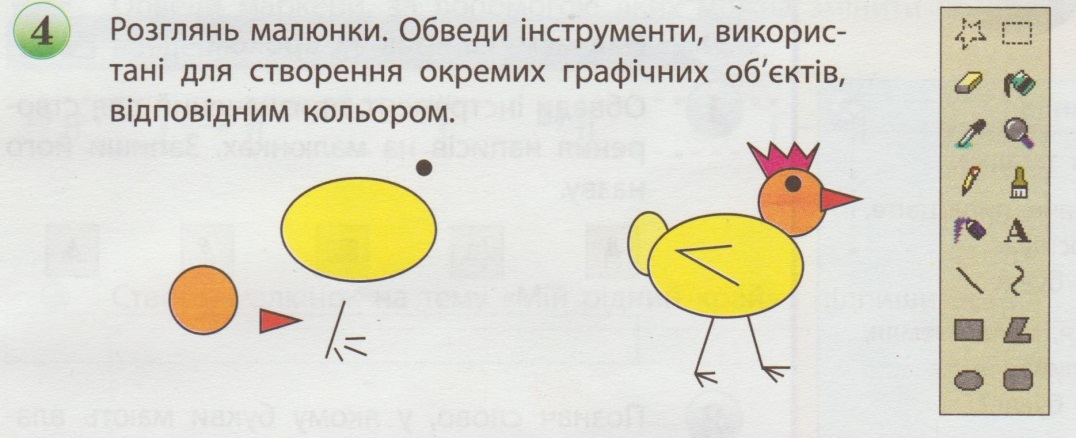 4 Розглянь малюнки. Обведи інструменти, викорис-
тані для створення окремих графічних об'єктів,
відповідним кольором.
A